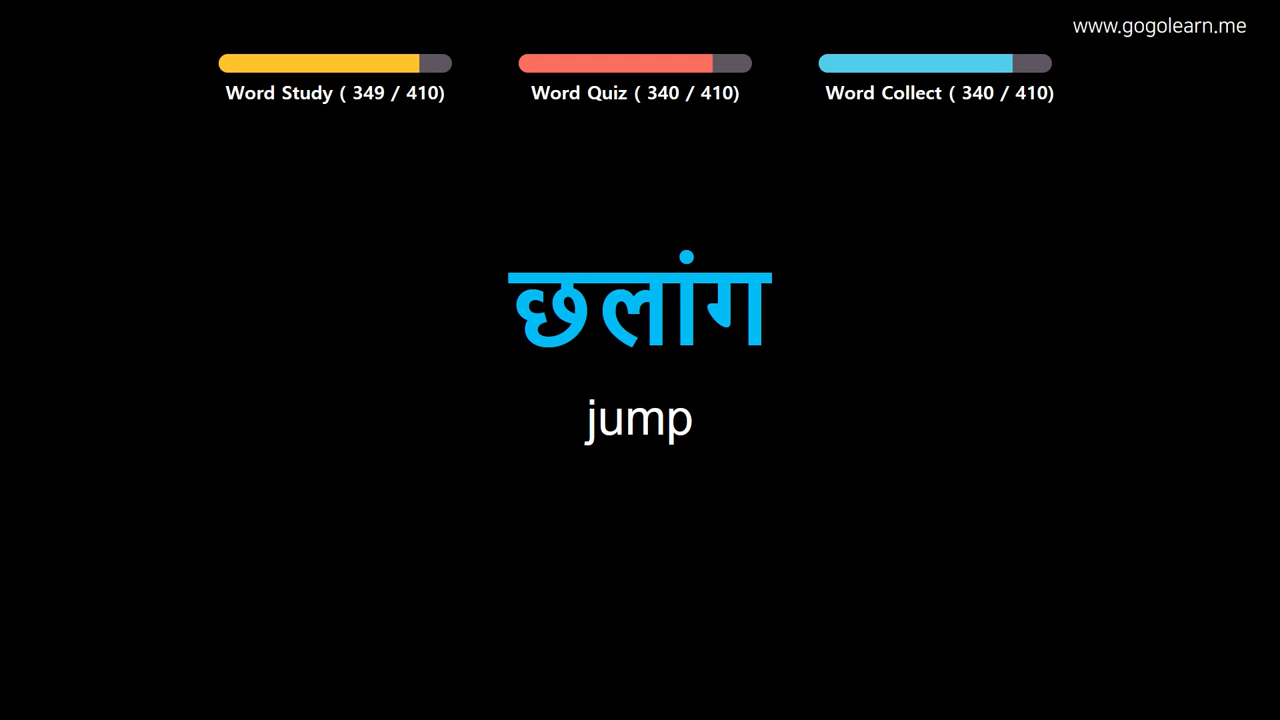 www.gogolearn.me
Word Study ( 349 / 410)
Word Quiz ( 340 / 410)
Word Collect ( 340 / 410)
छलांग
jump